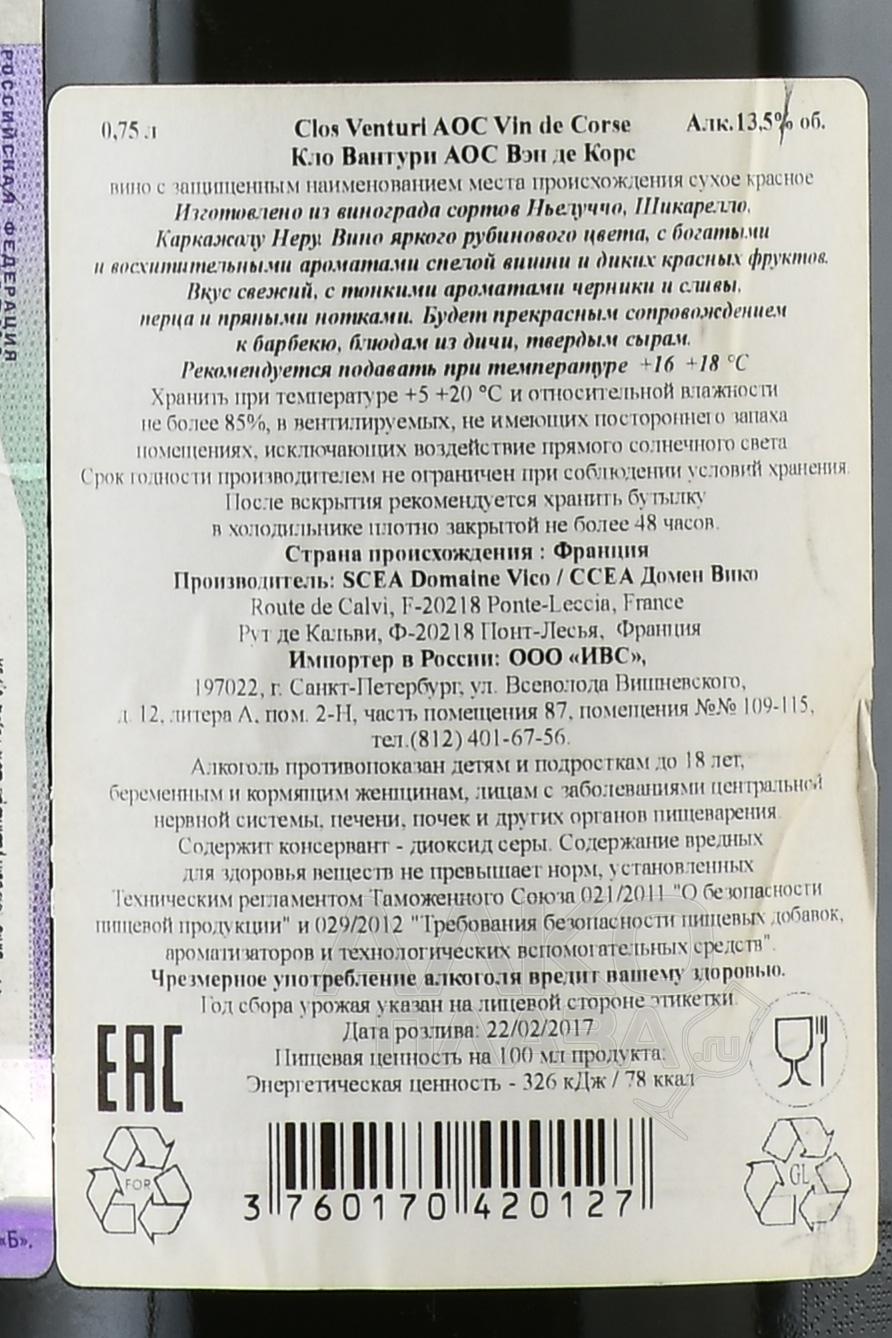 РОССИЙСКАЯ ФЕДЕРАЦИЯ
0,75 л Clos Venturi AOC Vin de Corse Алк.13,5% об.
Кло Вантури АОС Вэн де Корс
вино с защищенным наименованием места происхождения сухое красное
Изготовлено из винограда сортов Ньелуччо, Шикарелло,
Каркажолу Неру. Вино яркого рубинового цвета, с богатыми
и восхитительными ароматами спелой вишни и диких красных фруктов.
Вкус свежий, с тонкими ароматами черники и сливы,
перца и пряными нотками. Будет прекрасным сопровождением
к барбекю, блюдам из дичи, твердым сырам.
Рекомендуется подавать при температуре +16 +18 °C
Хранить при температуре +5 +20 °С и относительной влажности
не более 85%, в вентилируемых, не имеющих постороннего запаха
помещениях, исключающих воздействие прямого солнечного света
Срок годности производителем не ограничен при соблюдении условий хранения.
После вскрытия рекомендуется хранить бутылку
в холодильнике плотно закрытой не более 48 часов.
Страна происхождения : Франция
Производитель: SCEA Domaine Vico / ССЕА Домен Вико
Route de Calvi, F-20218 Ponte-Leccia, France
Рут де Кальви, Ф-20218 Понт-Лесья, Франция
Импортер в России: ООО «ИВС»,
197022, г. Санкт-Петербург, ул. Всеволода Вишневского,
д. 12, литера А, пом. 2-Н, часть помещения 87, помещения №№ 109-115,
тел.(812) 401-67-56.
Алкоголь противопоказан детям и подросткам до 18 лет,
беременным и кормящим женщинам, лицам с заболеваниями центральной
нервной системы, печени, почек и других органов пищеварения.
Содержит консервант - диоксид серы. Содержание вредных
для здоровья веществ не превышает норм, установленных
Техническим регламентом Таможенного Союза 021/2011 "О безопасности
пищевой продукции" и 029/2012 "Требования безопасности пищевых добавок,
ароматизаторов и технологических вспомогательных средств".
Чрезмерное употребление алкоголя вредит вашему здоровью.
Год сбора урожая указан на лицевой стороне этикетки.
Дата розлива: 22/02/2017
Пищевая ценность на 100 мл продукта:
Энергетическая ценность - 326 кДж / 78 ккал
EAC
FOR
GL
3 760170 420127
«Б».
.ru